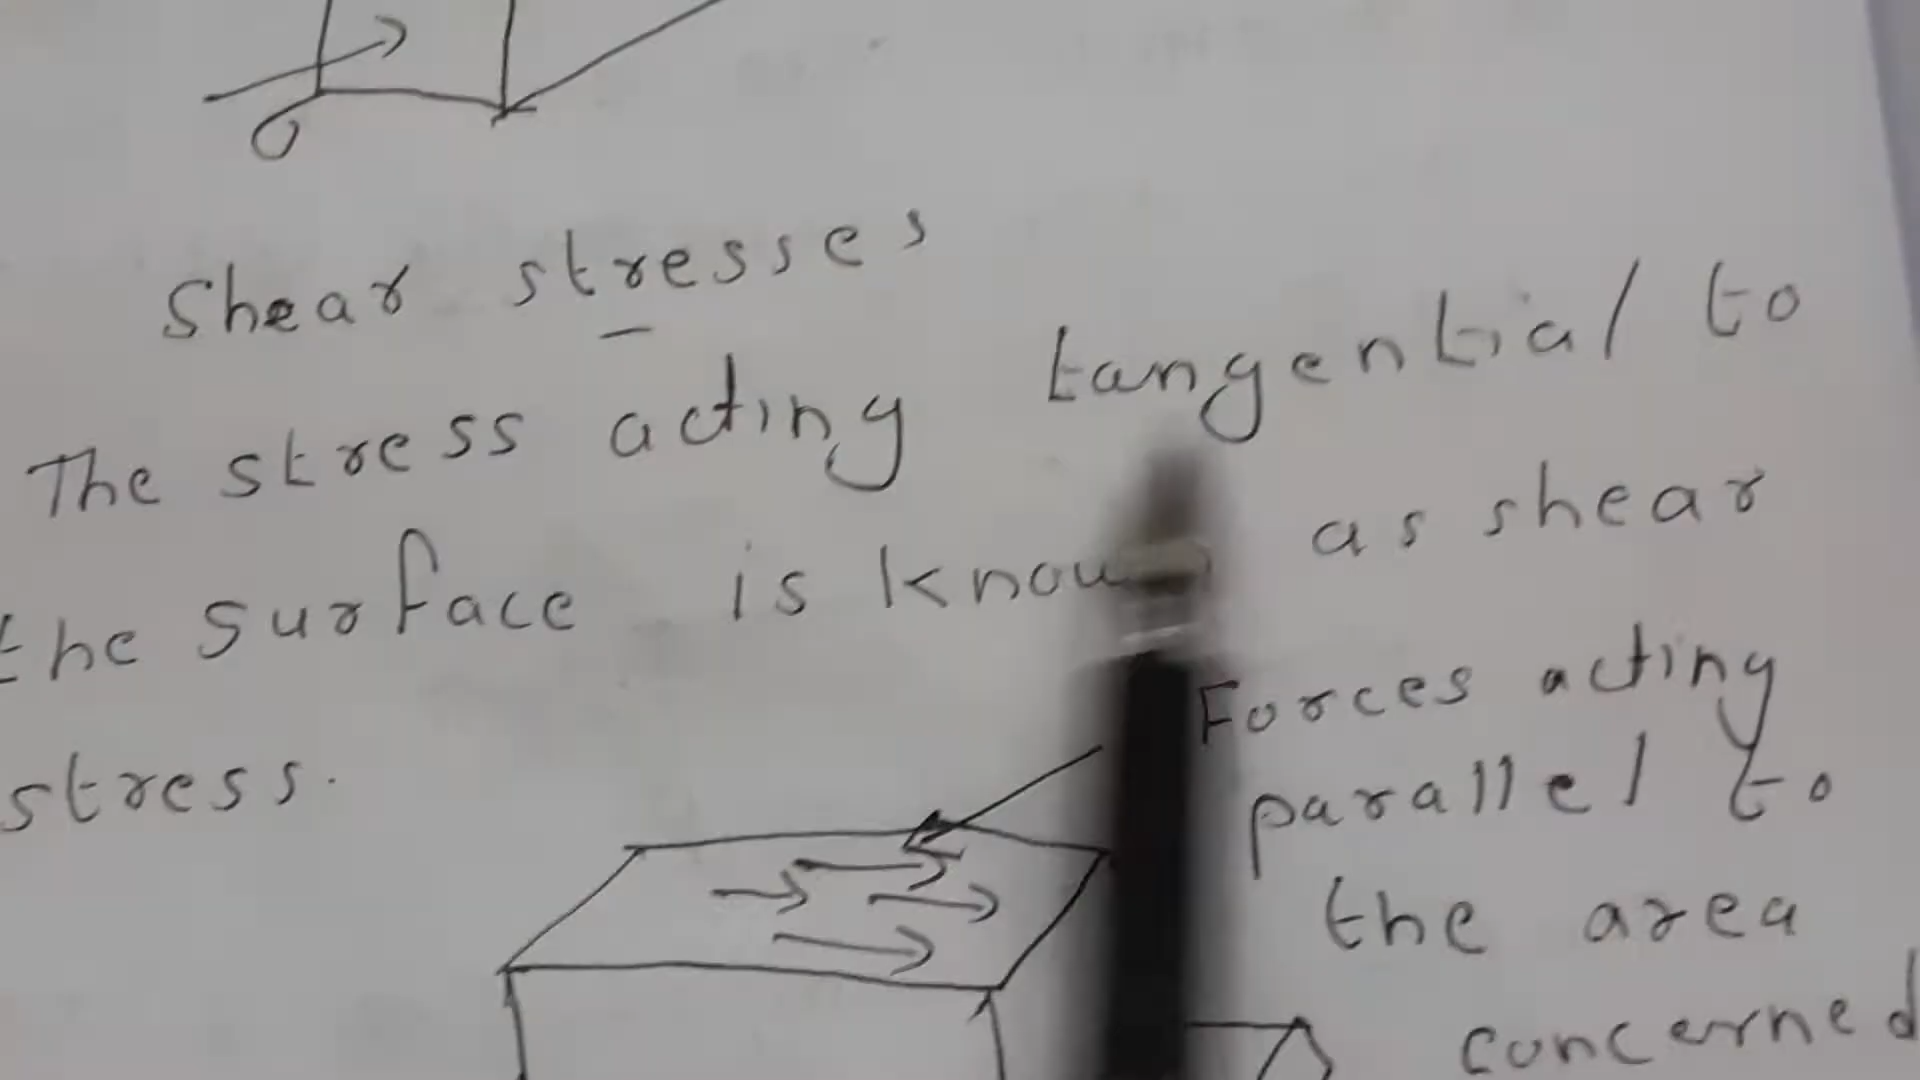 σ
Shear stresses
The stress acting tangential to
the surface is known as shear
stress.
Forces acting
parallel to
the area
concerned